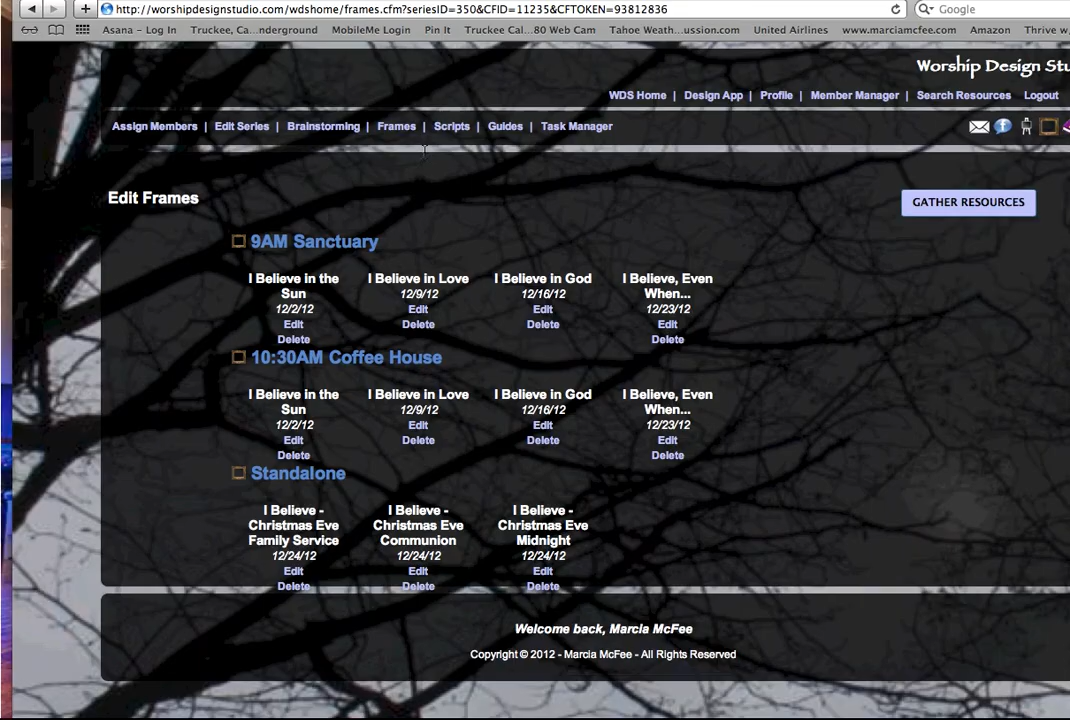 http://worshipdesignstudio.com/wdshome/frames.cfm?seriesID=350&CFID=11235&CFTOKEN=93812836
Google
Asana - Log In Truckee, Ca...nderground MobileMe Login Pin It Truckee Cal...80 Web Cam Tahoe Weath...ussion.com United Airlines www.marciamcfee.com Amazon Thrive w
Worship Design Stu
WDS Home | Design App | Profile | Member Manager | Search Resources Logout
Assign Members | Edit Series | Brainstorming | Frames | Scripts | Guides | Task Manager
Edit Frames
GATHER RESOURCES
9AM Sanctuary
I Believe in the I Believe in Love I Believe in God I Believe, Even
Sun 12/9/12 12/16/12 When...
12/2/12 Edit Edit 12/23/12
Edit Delete Delete Edit
Delete Delete
10:30AM Coffee House
I Believe in the I Believe in Love I Believe in God I Believe, Even
Sun 12/9/12 12/16/12 When...
12/2/12 Edit Edit 12/23/12
Edit Delete Delete Edit
Delete Delete
Standalone
I Believe - I Believe - I Believe -
Christmas Eve Christmas Eve Christmas Eve
Family Service Communion Midnight
12/24/12 12/24/12 12/24/12
Edit Edit Edit
Delete Delete Delete
Welcome back, Marcia McFee
Copyright © 2012 - Marcia McFee - All Rights Reserved